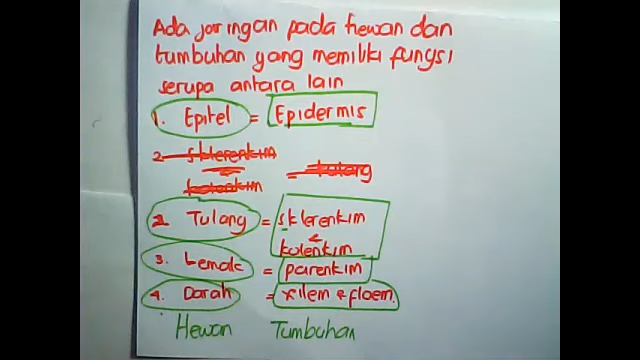 Ada jaringan pada hewan dan
tumbuhan yang memiliki fungsi
serupa antara lain
1. Epitel = Epidermis
2 sklerenkim = tulang
kolenkim
2. Tulang = sklerenkim
& kolenkim
3. Lemak = parenkim
4. Darah = xilem & floem.
Hewan Tumbuhan